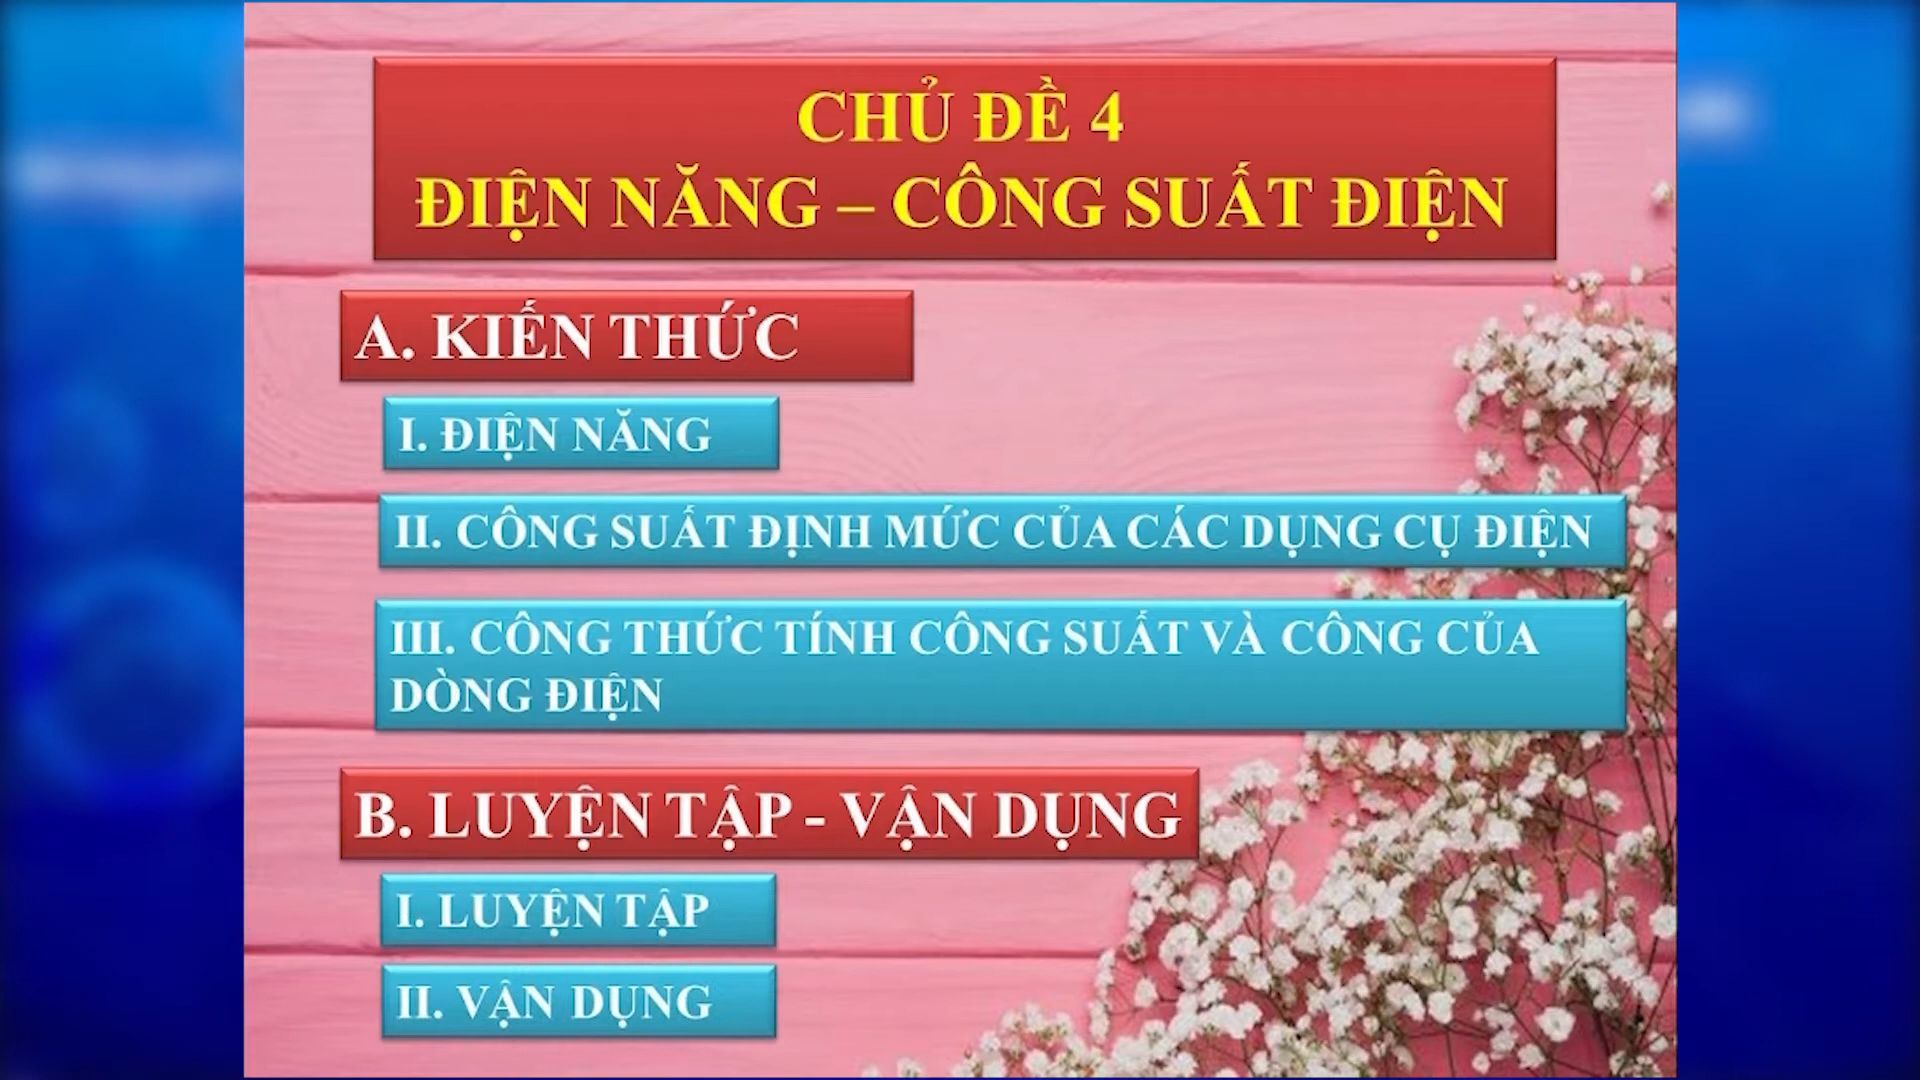 CHỦ ĐỀ 4
ĐIỆN NĂNG – CÔNG SUẤT ĐIỆN
A. KIẾN THỨC
I. ĐIỆN NĂNG
II. CÔNG SUẤT ĐỊNH MỨC CỦA CÁC DỤNG CỤ ĐIỆN
III. CÔNG THỨC TÍNH CÔNG SUẤT VÀ CÔNG CỦA
DÒNG ĐIỆN
B. LUYỆN TẬP - VẬN DỤNG
I. LUYỆN TẬP
II. VẬN DỤNG